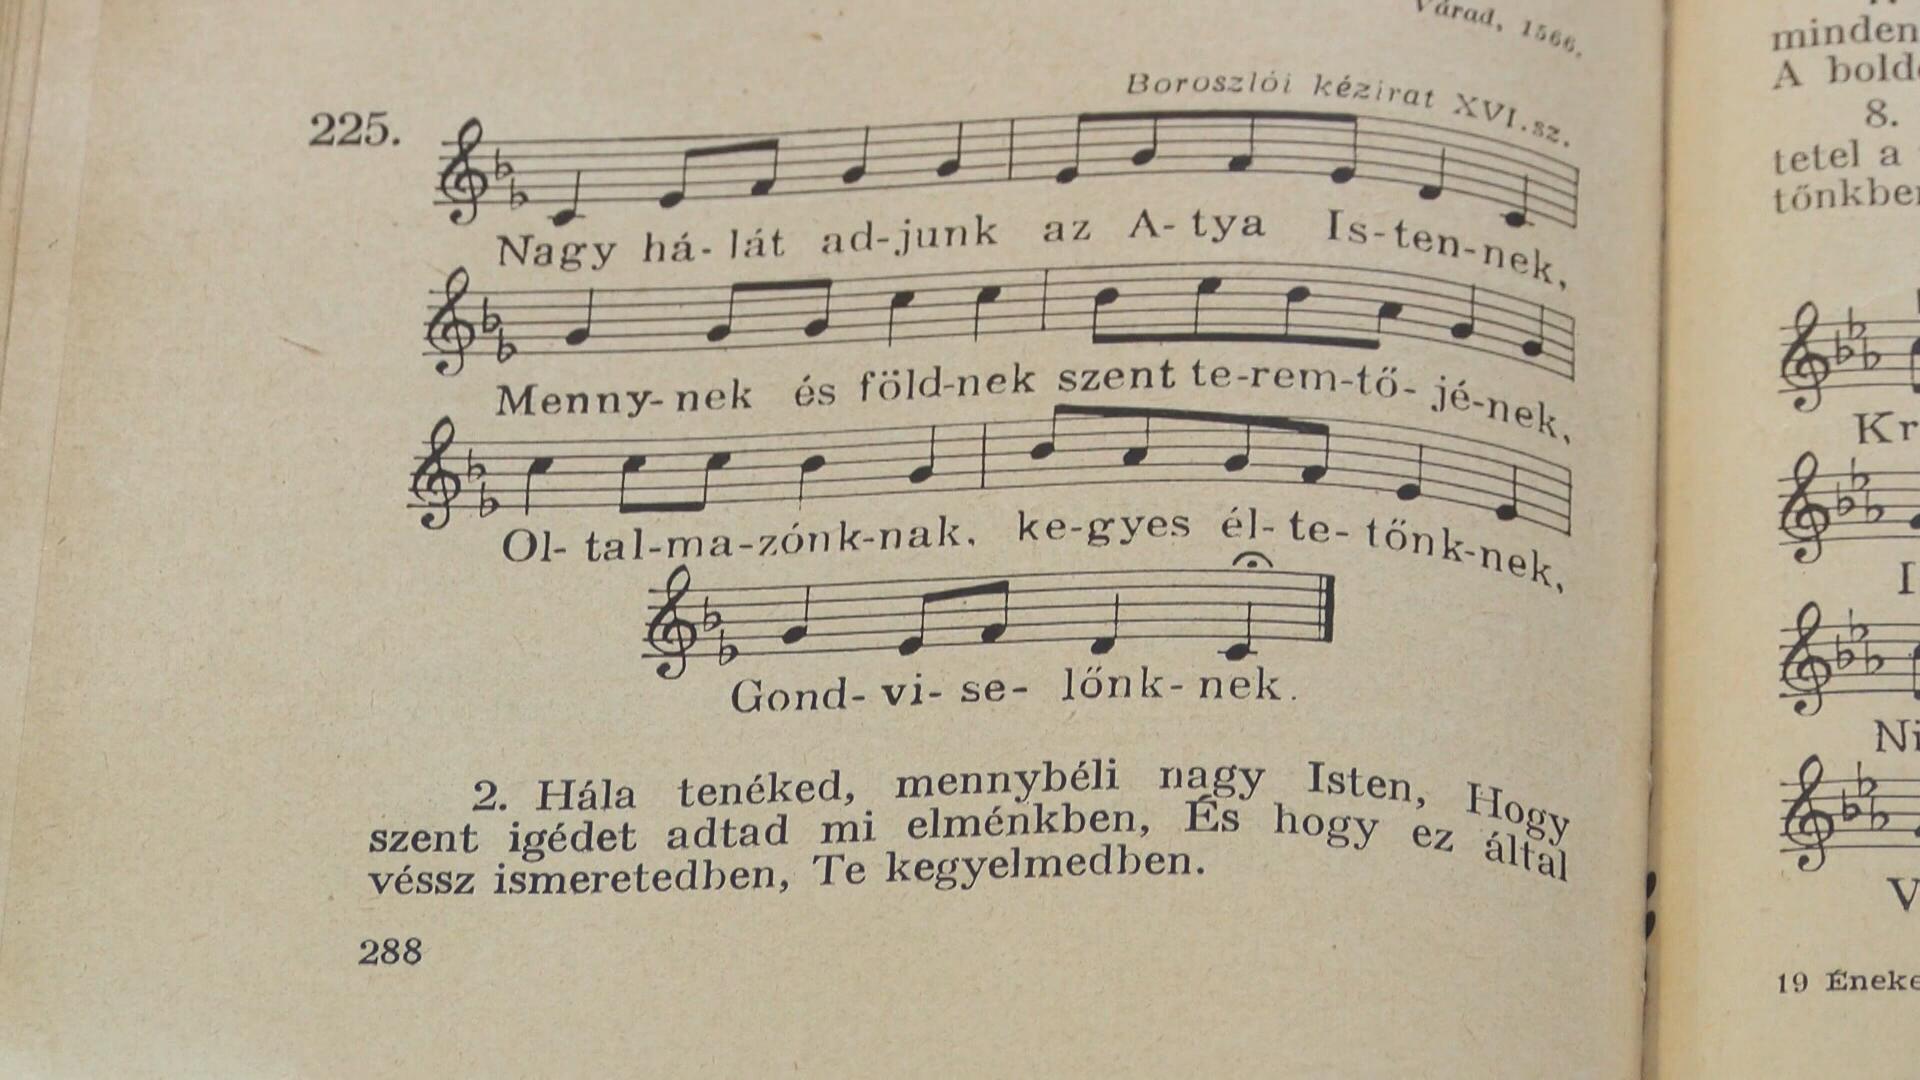 Várad, 1566.
Boroszlói kézirat XVI.sz.
225.
Nagy há-lát ad-junk az A-tya Is-ten-nek,
Menny-nek és föld-nek szent te-rem-tő-jé-nek,
Ol-tal-ma-zónk-nak, ke-gyes él-te-tőnk-nek,
Gond-vi-se-lőnk-nek.
2. Hála tenéked, mennybéli nagy Isten, Hogy
szent igédet adtad mi elménkben, És hogy ez által
véssz ismeretedben, Te kegyelmedben.
288
minden
A
8.
tetel a
Kr
I
Ni
V
19